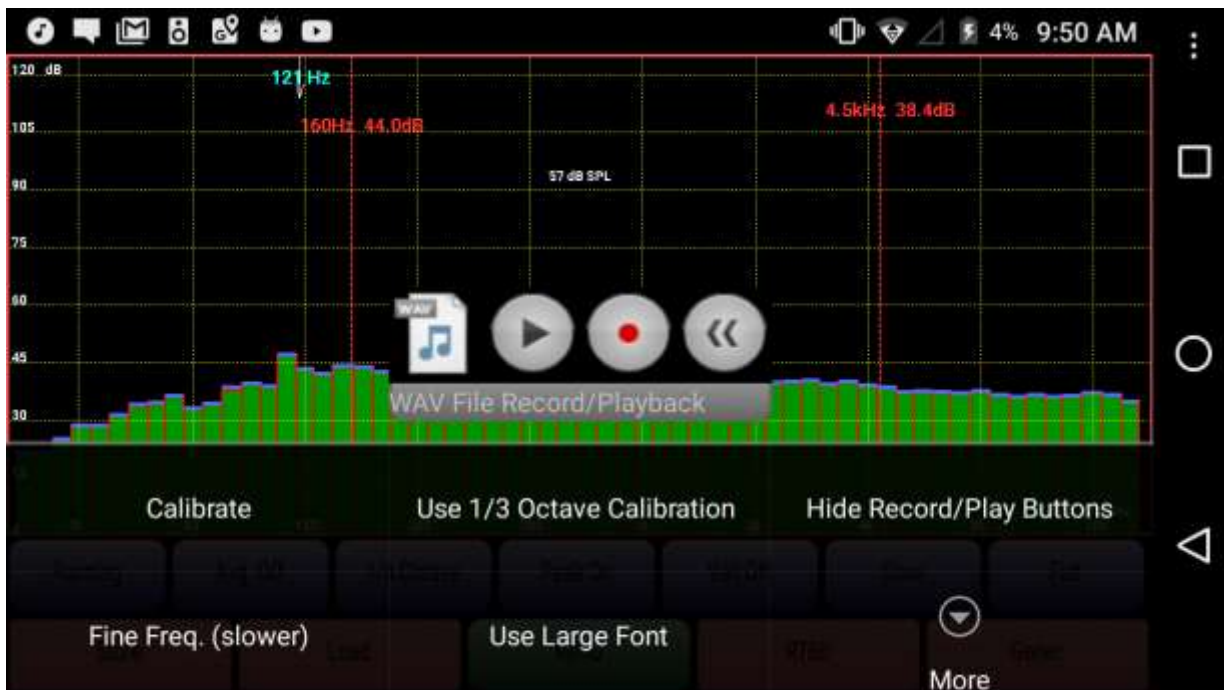 4% 9:50 AM
120 dB
121 Hz
160Hz 44.0dB
4.5kHz 38.4dB
105
57 dB SPL
90
75
60
WAV
45
WAV File Record/Playback
30
Calibrate
Use 1/3 Octave Calibration
Hide Record/Play Buttons
Fine Freq. (slower)
Use Large Font
Load
More